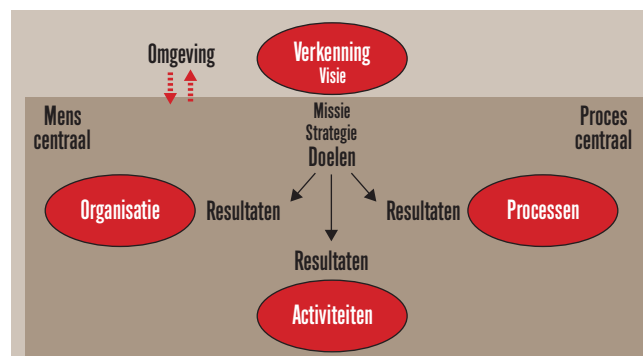 Omgeving
Verkenning
Visie
Mens
centraal
Missie
Strategie
Doelen
Proces
centraal
Organisatie
Resultaten
Resultaten
Processen
Resultaten
Activiteiten